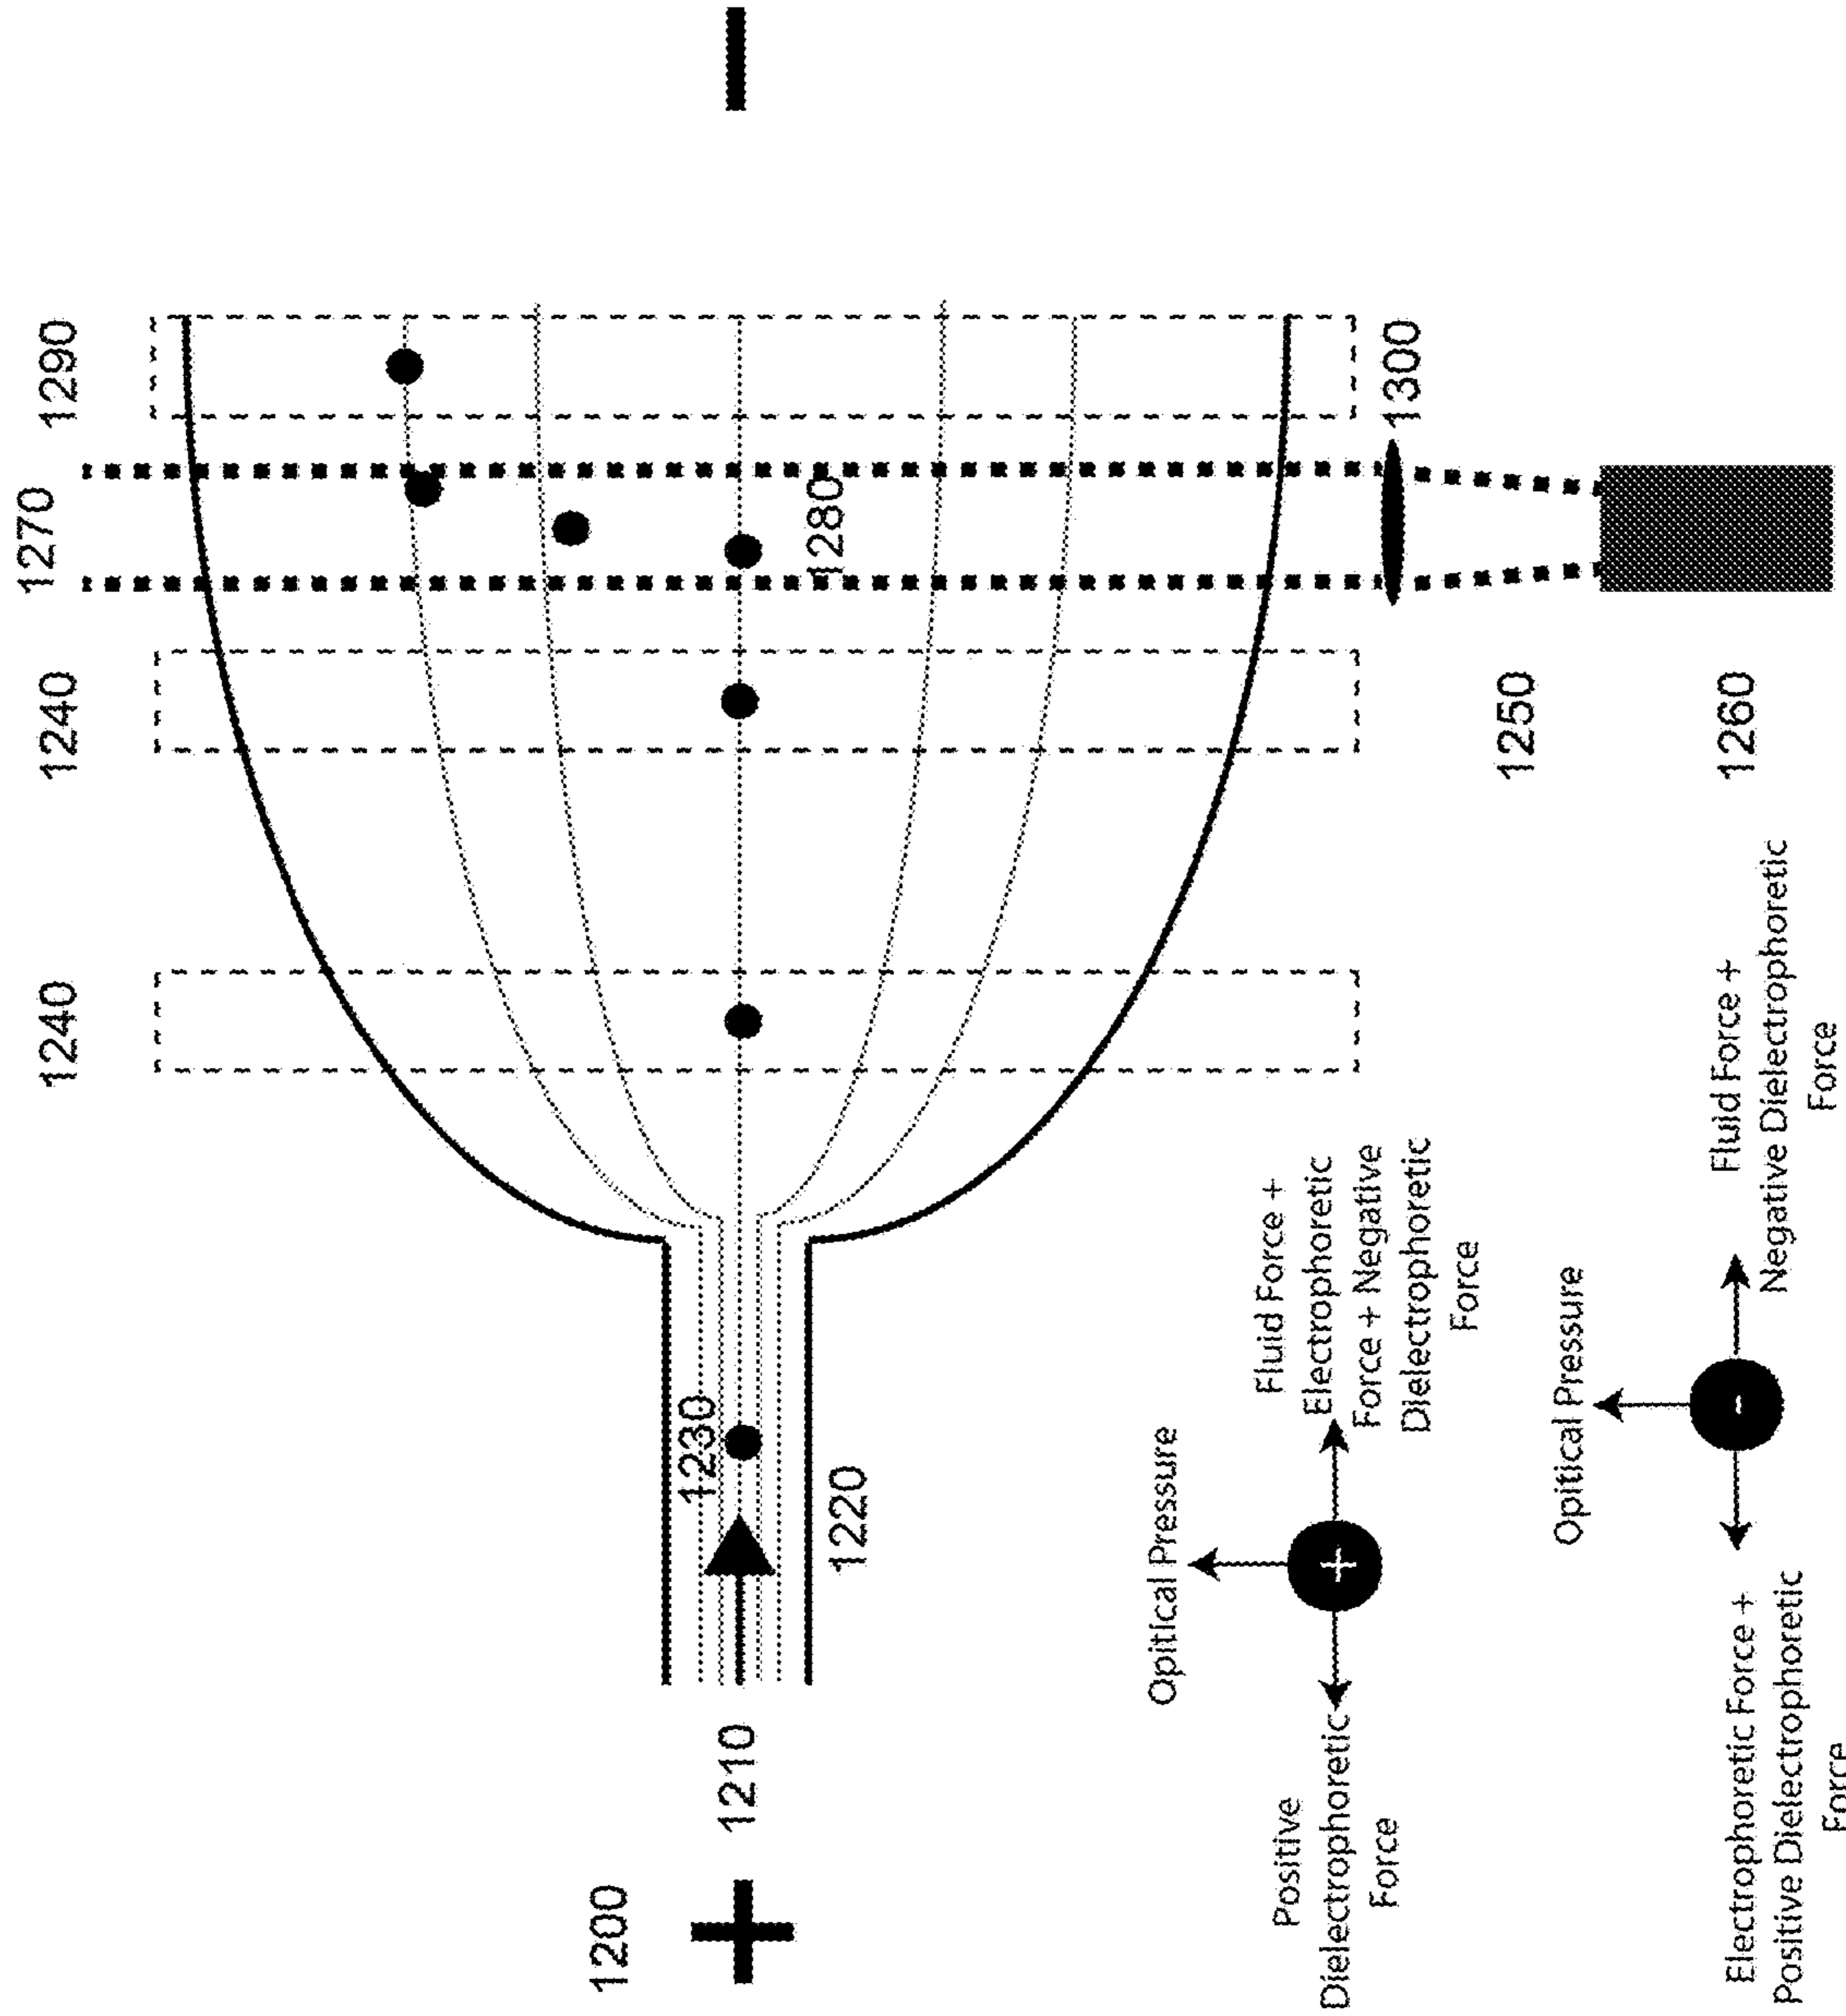 1270
1240
1240
1290
1200
1230
+
1210
−
1280
1220
Opitical Pressure
Positive
Dielectrophoretic
Force
+
Fluid Force +
Electrophoretic
Force + Negative
Dielectrophoretic
Force
1300
1250
Opitical Pressure
Electrophoretic Force +
Positive Dielectrophoretic
Force
-
Fluid Force +
Negative Dielectrophoretic
Force
1260